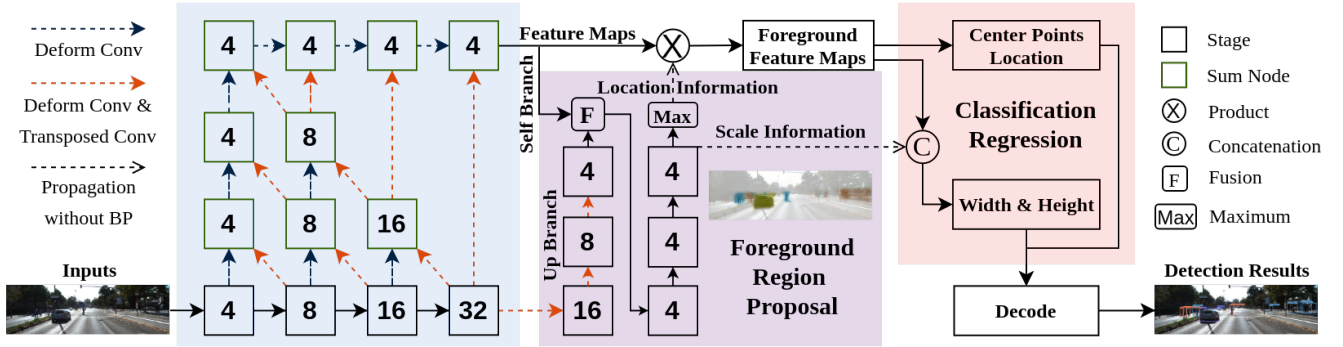 Deform Conv
Deform Conv &
Transposed Conv
Propagation
without BP
Inputs
4 4 4 4
4 8
4 8 16
4 8 16 32
Feature Maps
Self Branch
Up Branch
F
4
8
16
Location Information
Max
4
4
4
Scale Information
Foreground
Region
Proposal
X
Foreground
Feature Maps
Center Points
Location
Classification
Regression
C
Width & Height
Decode
Detection Results
Stage
Sum Node
X Product
C Concatenation
F Fusion
Max Maximum